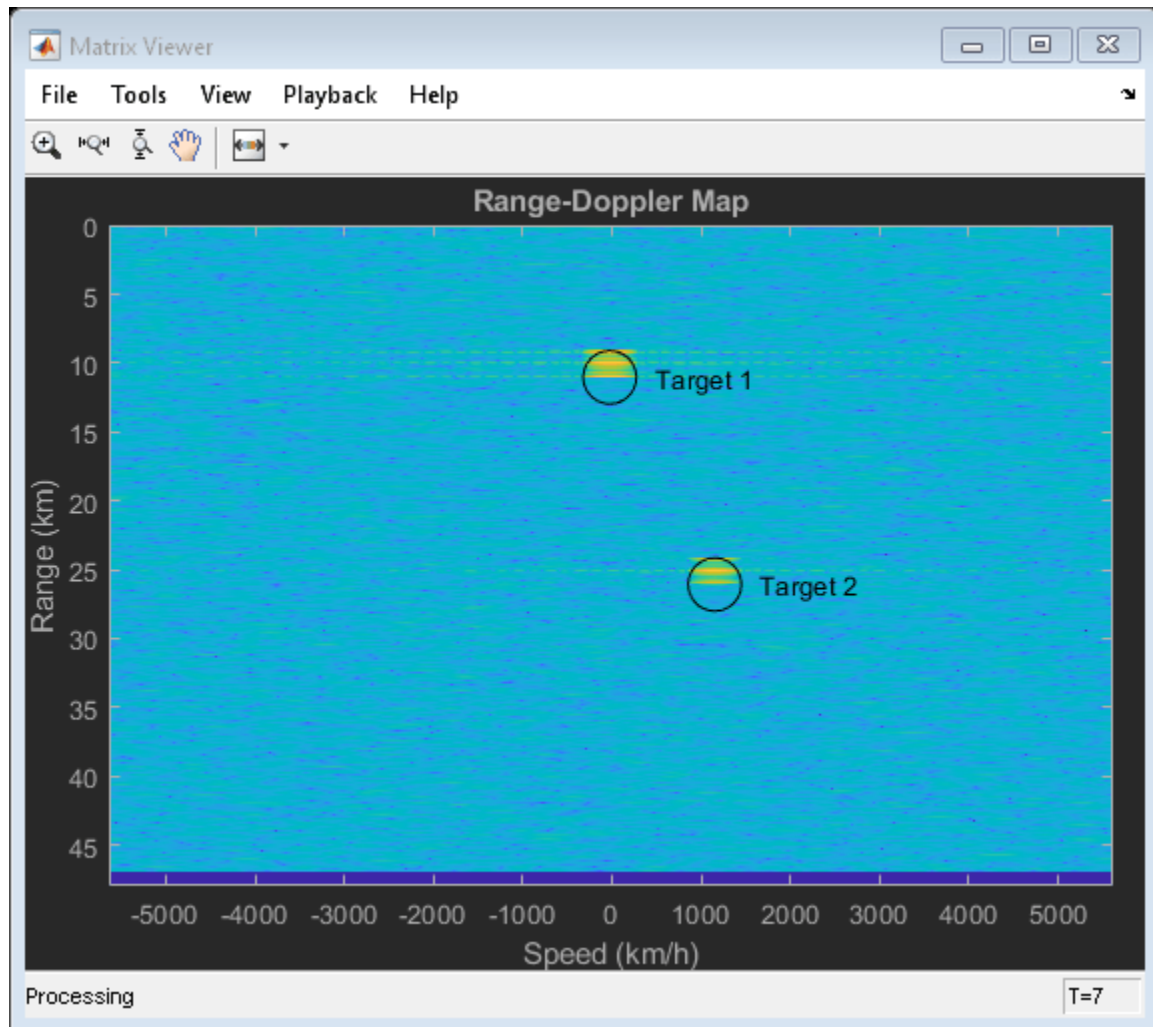 Matrix Viewer
File Tools View Playback Help
Range-Doppler Map
0
5
10
Target 1
15
20
Range (km)
25
Target 2
30
35
40
45
-5000 -4000 -3000 -2000 -1000 0 1000 2000 3000 4000 5000
Speed (km/h)
Processing T=7